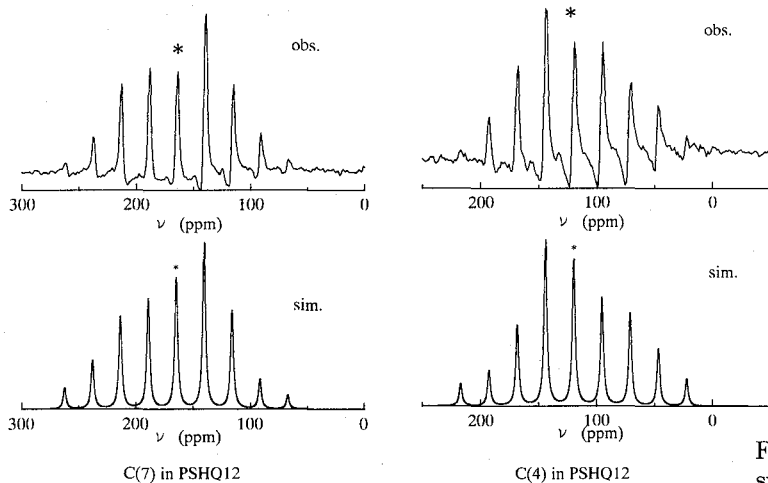 *
obs.
300 200 100 0
ν (ppm)
*
sim.
300 200 100 0
ν (ppm)
C(7) in PSHQ12
*
obs.
200 100 0
ν (ppm)
*
sim.
200 100 0
ν (ppm)
C(4) in PSHQ12
F